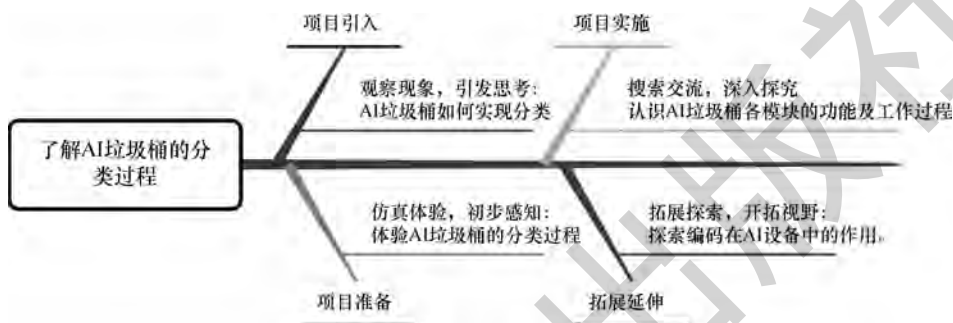 项目引入
项目实施
观察现象，引发思考：
AI垃圾桶如何实现分类
搜索交流，深入探究
认识AI垃圾桶各模块的功能及工作过程
了解AI垃圾桶的分
类过程
仿真体验，初步感知：
体验AI垃圾桶的分类过程
拓展探索，开拓视野：
探索编码在AI设备中的作用。
项目准备
拓展延伸
出版社